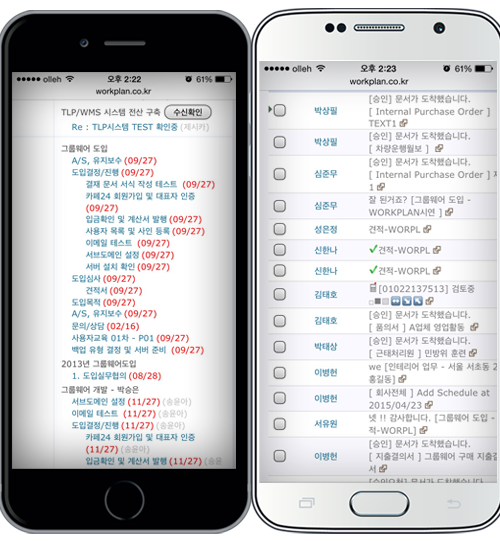 ●●●●● olleh 오후 2:22 61%
workplan.co.kr
TLP/WMS 시스템 전산 구축 수신확인
Re : TLP시스템 TEST 확인중 (제시카)
그룹웨어 도입
A/S, 유지보수 (09/27)
도입결정/진행 (09/27)
결재 문서 서식 작성 테스트 (09/27)
카페24 회원가입 및 대표자 인증
(09/27)
입금확인 및 계산서 발행 (09/27)
사용자 목록 및 사인 등록 (09/27)
이메일 테스트 (09/27)
서브도메인 설정 (09/27)
서버 설치 확인 (09/27)
도입심사 (09/27)
견적서 (09/27)
도입목적 (09/27)
A/S, 유지보수 (09/27)
문의/상담 (02/16)
사용자교육 01차 - P01 (09/27)
백업 유형 결정 및 서버 준비 (09/27)
2013년 그룹웨어도입
1. 도입실무협의 (08/28)
그룹웨어 개발 - 박승은
서브도메인 설정 (11/27) (송윤아)
이메일 테스트 (11/27) (송윤아)
도입결정/진행 (11/27) (송윤아)
카페24 회원가입 및 대표자 인증
(11/27) (송윤아)
입금확인 및 계산서 발행 (11/27) (송윤
●●●●● olleh 오후 2:23 61%
workplan.co.kr
박상필 [승인] 문서가 도착했습니다.
[ Internal Purchase Order ]
TEXT1
박상필 [승인] 문서가 도착했습니다.
[ 차량운행월보 ]
심준무 [승인] 문서가 도착했습니다.
[ Internal Purchase Order ] 지
1
심준무 잘 된거죠? [그룹웨어 도입 -
WORKPLAN시연 ]
성은정 견적-WORPL
신한나 견적-WORPL
신한나 견적-WORPL
김태호 [01022137513] 검토중
김태호 [승인] 문서가 도착했습니다.
[ 품의서 ] A업체 영업활동
박태상 [승인] 문서가 도착했습니다.
[ 근태처리원 ] 민방위 훈련
이병헌 we [인테리어 업무 - 서울 서초동 2
홍길동]
이병헌 [ 회사전체 ] Add Schedule at
2015/04/23
서유원 넷 !! 감사합니다. [그룹웨어 도입 -
적-WORPL]
이병헌 [승인] 문서가 도착했습니다.
[ 지출결의서 ] 그룹웨어 구매 지출결
서